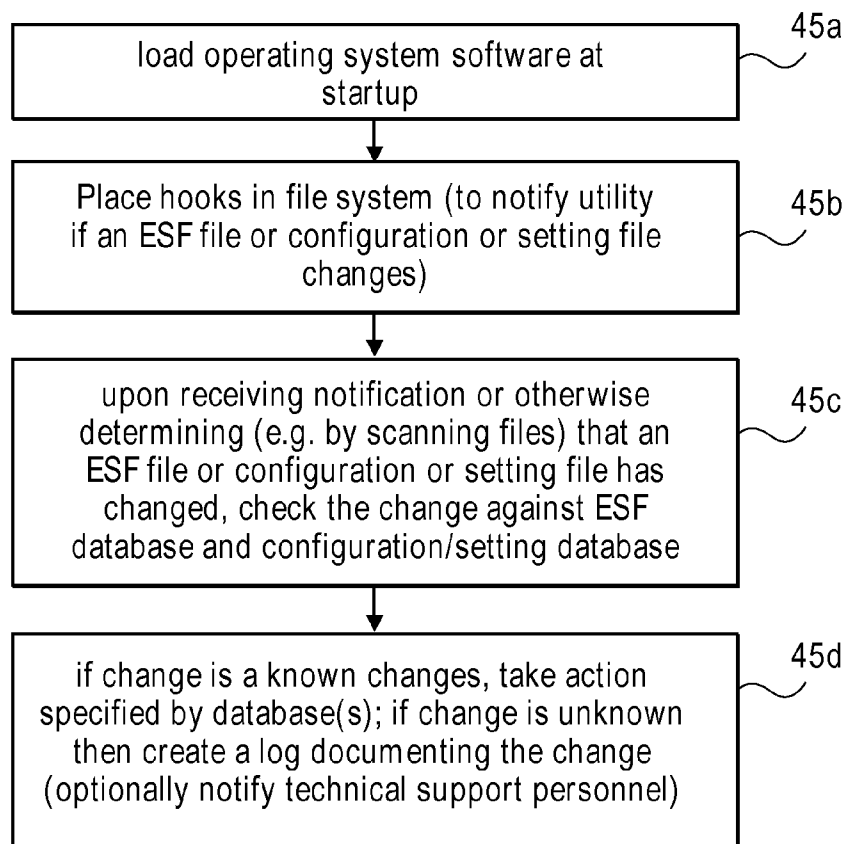 load operating system software at
startup
45a
Place hooks in file system (to notify utility
if an ESF file or configuration or setting file
changes)
45b
upon receiving notification or otherwise
determining (e.g. by scanning files) that an
ESF file or configuration or setting file has
changed, check the change against ESF
database and configuration/setting database
45c
if change is a known changes, take action
specified by database(s); if change is unknown
then create a log documenting the change
(optionally notify technical support personnel)
45d